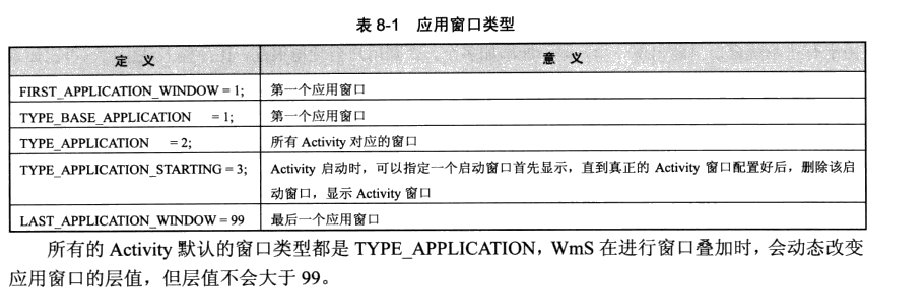 表 8-1 应用窗口类型
定 义 意 义
FIRST_APPLICATION_WINDOW = 1; 第一个应用窗口
TYPE_BASE_APPLICATION = 1; 第一个应用窗口
TYPE_APPLICATION = 2; 所有 Activity 对应的窗口
TYPE_APPLICATION_STARTING = 3; Activity 启动时，可以指定一个启动窗口首先显示，直到真正的 Activity 窗口配置好后，删除该启
动窗口，显示 Activity 窗口
LAST_APPLICATION_WINDOW = 99 最后一个应用窗口
所有的 Activity 默认的窗口类型都是 TYPE_APPLICATION，WmS 在进行窗口叠加时，会动态改变
应用窗口的层值，但层值不会大于 99。